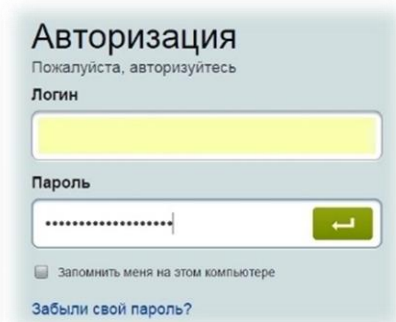 Авторизация
Пожалуйста, авторизуйтесь
Логин
Пароль
•••••••••••••••••••
Запомнить меня на этом компьютере
Забыли свой пароль?